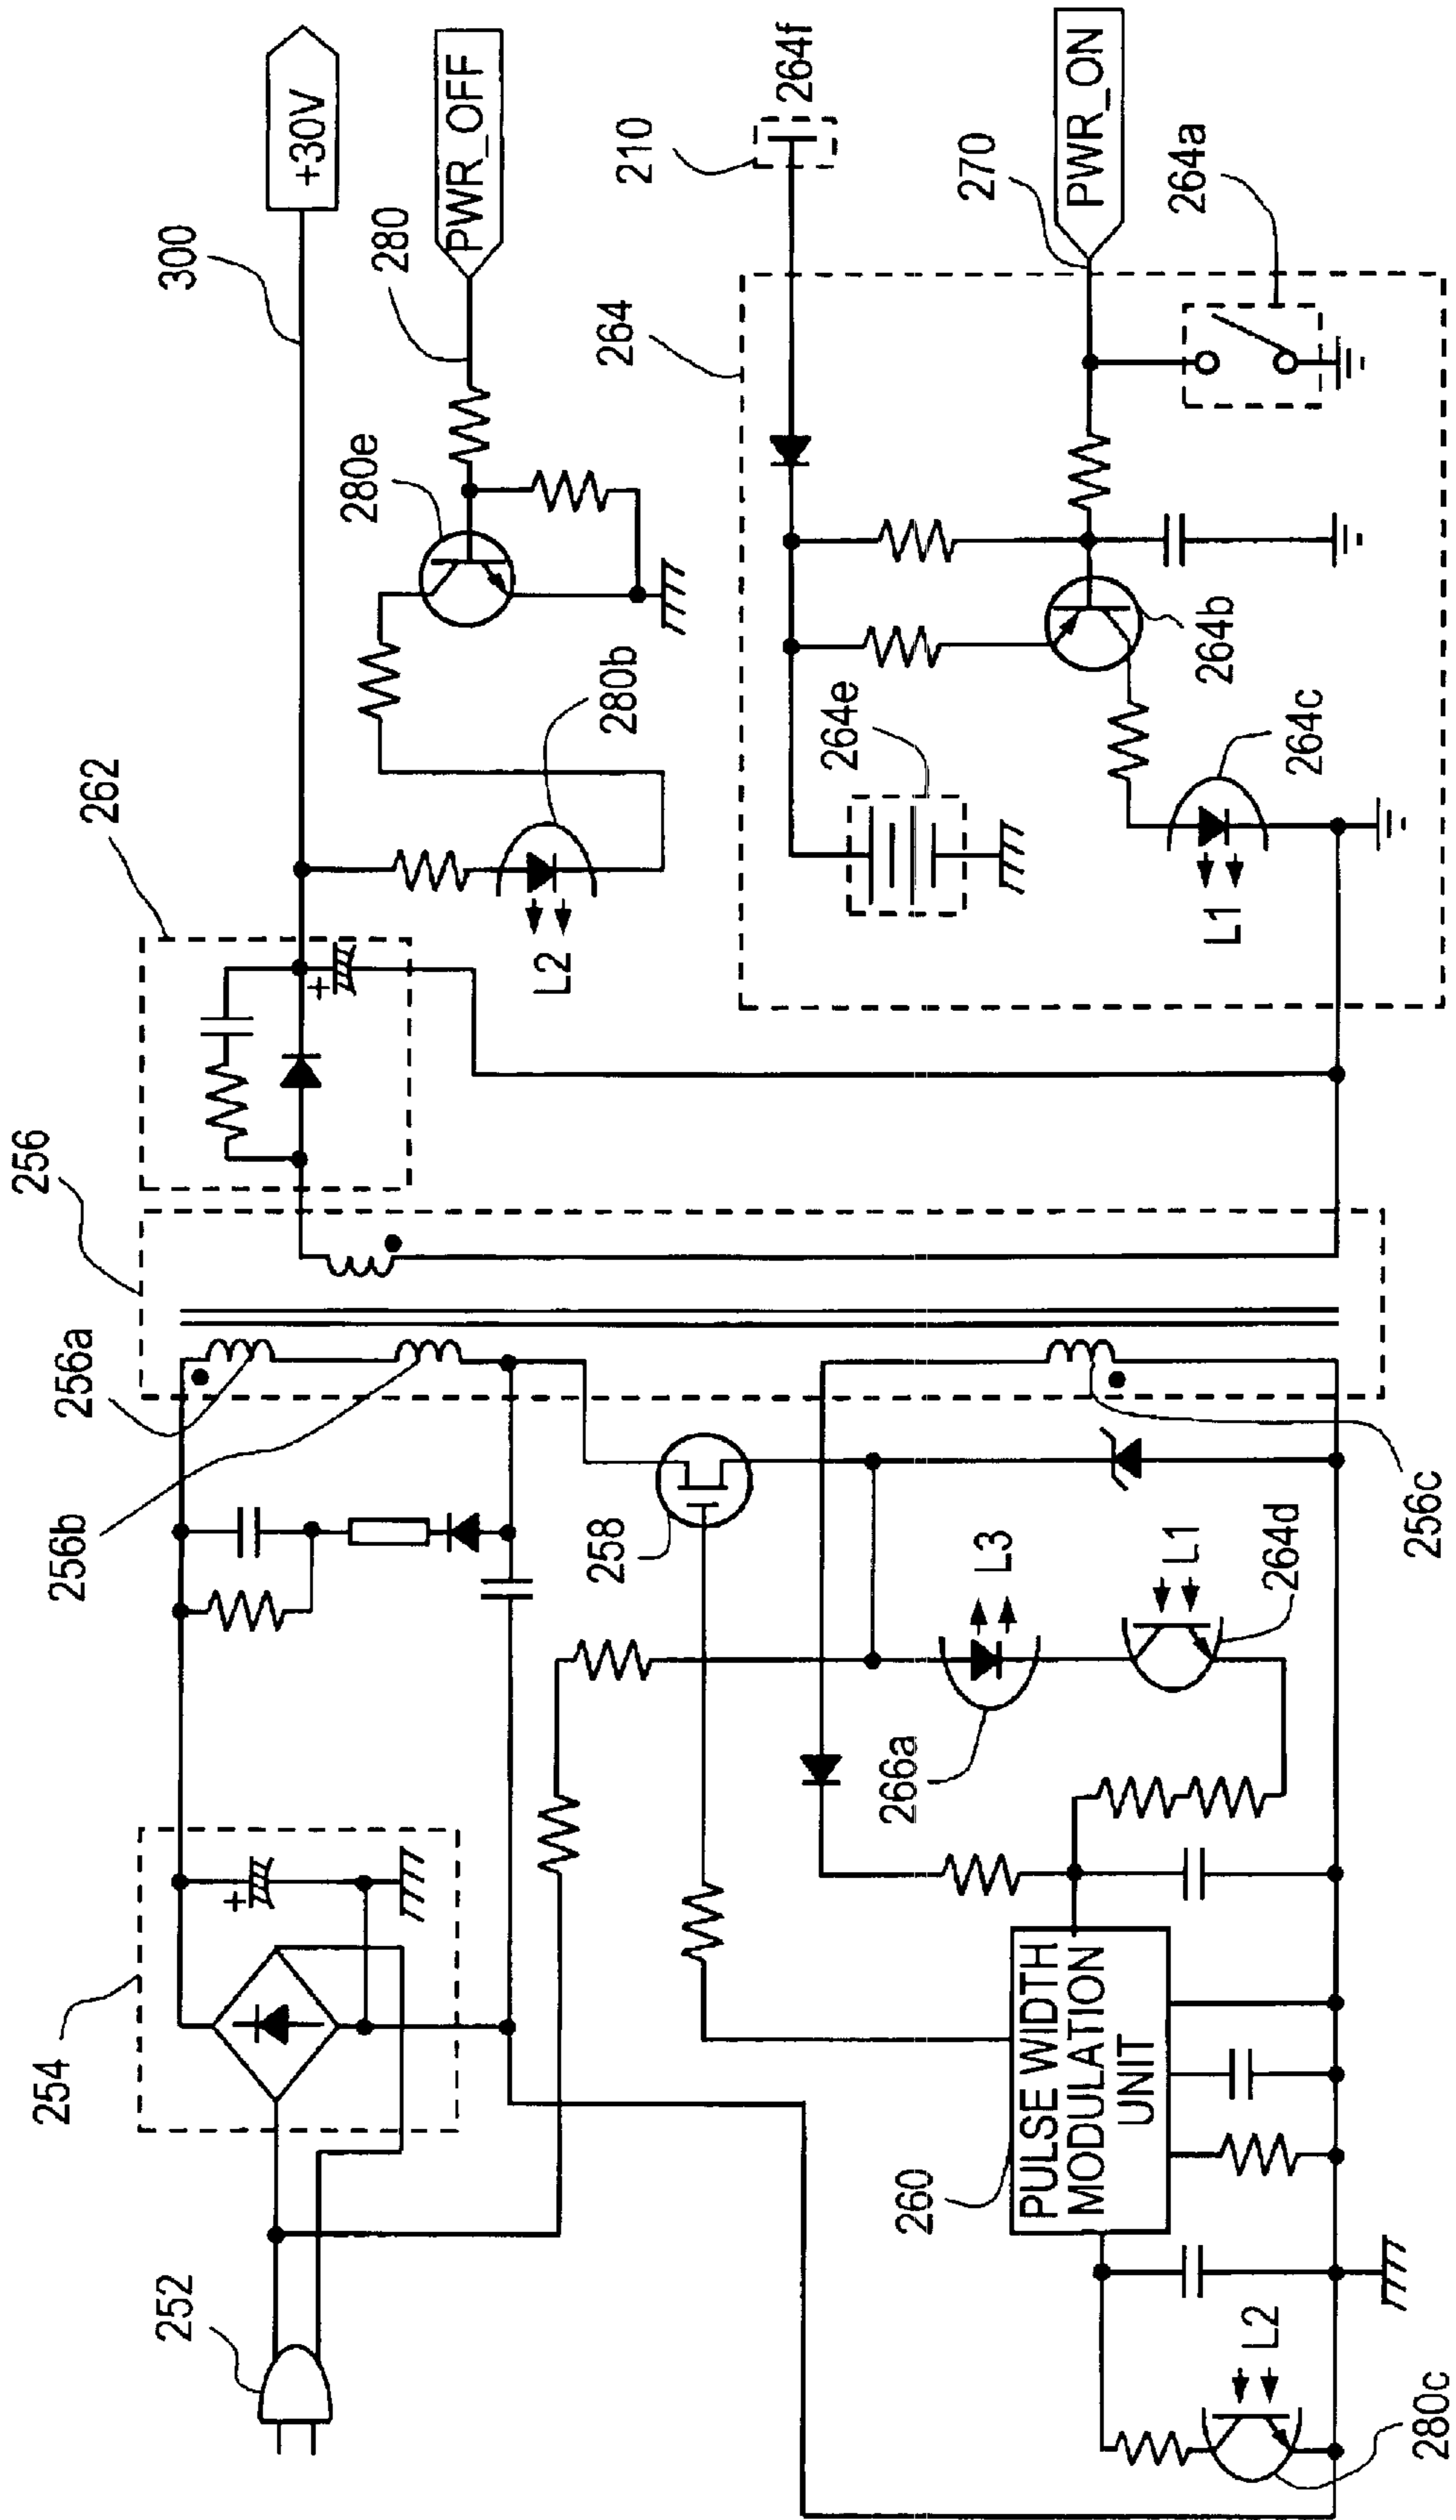 252
254
256b
256a
256
262
300
+30V
280
PWR_OFF
280e
280b
L2
264
210
264f
270
PWR_ON
264a
264b
264e
264c
L1
258
L3
266a
L1
264d
256c
260
PULSE WIDTH
MODULATION
UNIT
L2
280c
+
+